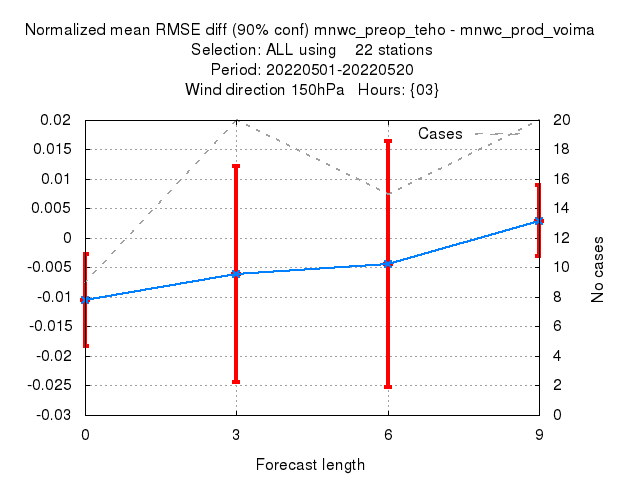 Normalized mean RMSE diff (90% conf) mnwc_preop_teho - mnwc_prod_voima
Selection: ALL using    22 stations
Period: 20220501-20220520
Wind direction 150hPa   Hours: {03}
Cases
0.02
0.015
0.01
0.005
0
-0.005
-0.01
-0.015
-0.02
-0.025
-0.03
20
18
16
14
12
10
8
6
4
2
0
No cases
0 3 6 9
Forecast length